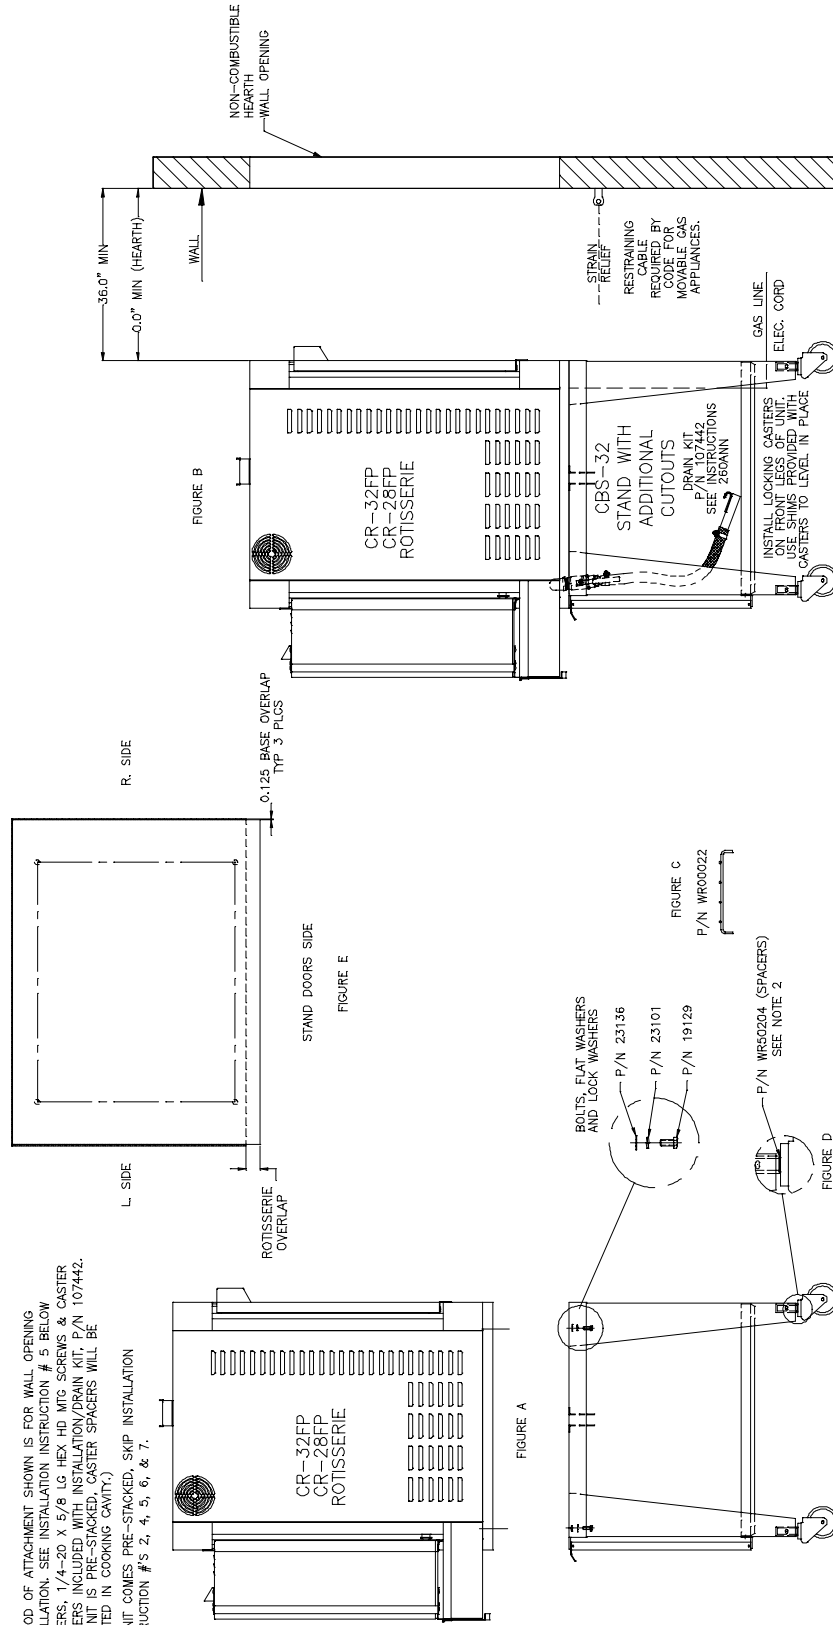 OD OF ATTACHMENT SHOWN IS FOR WALL OPENING
LLATION. SEE INSTALLATION INSTRUCTION # 5 BELOW
ERS, 1/4-20 X 5/8 LG HEX HD MTG SCREWS & CASTER
ERS INCLUDED WITH INSTALLATION/DRAIN KIT, P/N 107442.
NIT IS PRE-STACKED, CASTER SPACERS WILL BE
TED IN COOKING CAVITY.)
NIT COMES PRE-STACKED, SKIP INSTALLATION
RUCTION #'S 2, 4, 5, 6, & 7.
L. SIDE
R. SIDE
ROTISSERIE
OVERLAP
0.125 BASE OVERLAP
TYP 3 PLCS
STAND DOORS SIDE
FIGURE E
CR-32FP
CR-28FP
ROTISSERIE
FIGURE A
BOLTS, FLAT WASHERS
AND LOCK WASHERS
P/N 23136
P/N 23101
P/N 19129
P/N WR50204 (SPACERS)
SEE NOTE 2
FIGURE D
FIGURE C
P/N WR00022
FIGURE B
CR-32FP
CR-28FP
ROTISSERIE
36.0" MIN
0.0" MIN (HEARTH)
WALL
NON-COMBUSTIBLE
HEARTH
WALL OPENING
STRAIN
RELIEF
RESTRAINING
CABLE
REQUIRED BY
CODE FOR
MOVABLE GAS
APPLIANCES.
CBS-32
STAND WITH
ADDITIONAL
CUTOUTS
DRAIN KIT
P/N 107442
SEE INSTRUCTIONS
260ANN
GAS LINE
ELEC. CORD
INSTALL LOCKING CASTERS
ON FRONT LEGS OF UNIT.
USE SHIMS PROVIDED WITH
CASTERS TO LEVEL IN PLACE